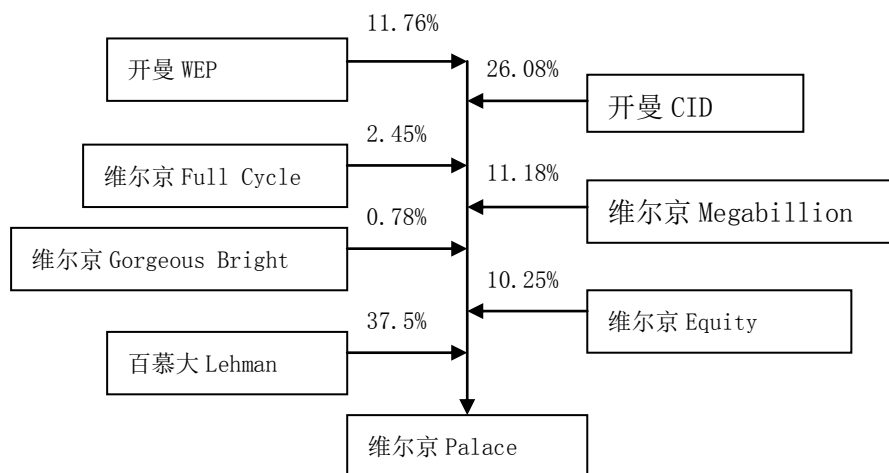 11.76%
开曼 WEP
26.08%
开曼 CID
2.45%
维尔京 Full Cycle
11.18%
维尔京 Megabillion
0.78%
维尔京 Gorgeous Bright
10.25%
维尔京 Equity
37.5%
百慕大 Lehman
维尔京 Palace